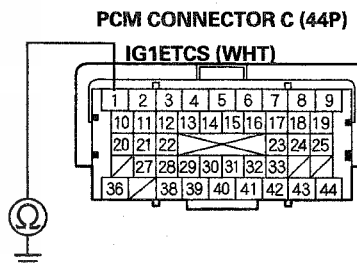 PCM CONNECTOR C (44P)
IG1ETCS (WHT)
1 2 3 4 5 6 7 8 9
10 11 12 13 14 15 16 17 18 19
20 21 22 23 24 25
27 28 29 30 31 32 33
36 38 39 40 41 42 43 44
Ω